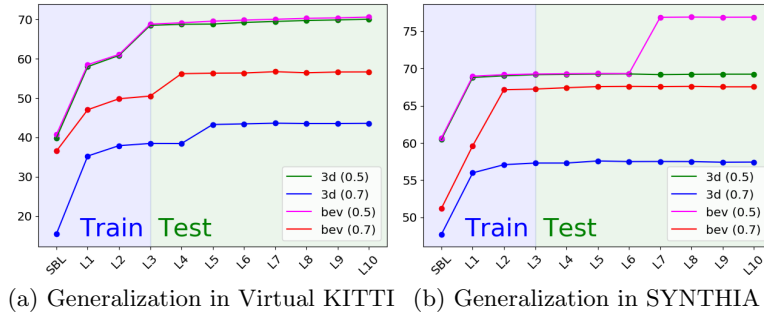 70
60
50
40
30
20
Train Test
3d (0.5)
3d (0.7)
bev (0.5)
bev (0.7)
SBL L1 L2 L3 L4 L5 L6 L7 L8 L9 L10
(a) Generalization in Virtual KITTI
75
70
65
60
55
50
Train Test
3d (0.5)
3d (0.7)
bev (0.5)
bev (0.7)
SBL L1 L2 L3 L4 L5 L6 L7 L8 L9 L10
(b) Generalization in SYNTHIA